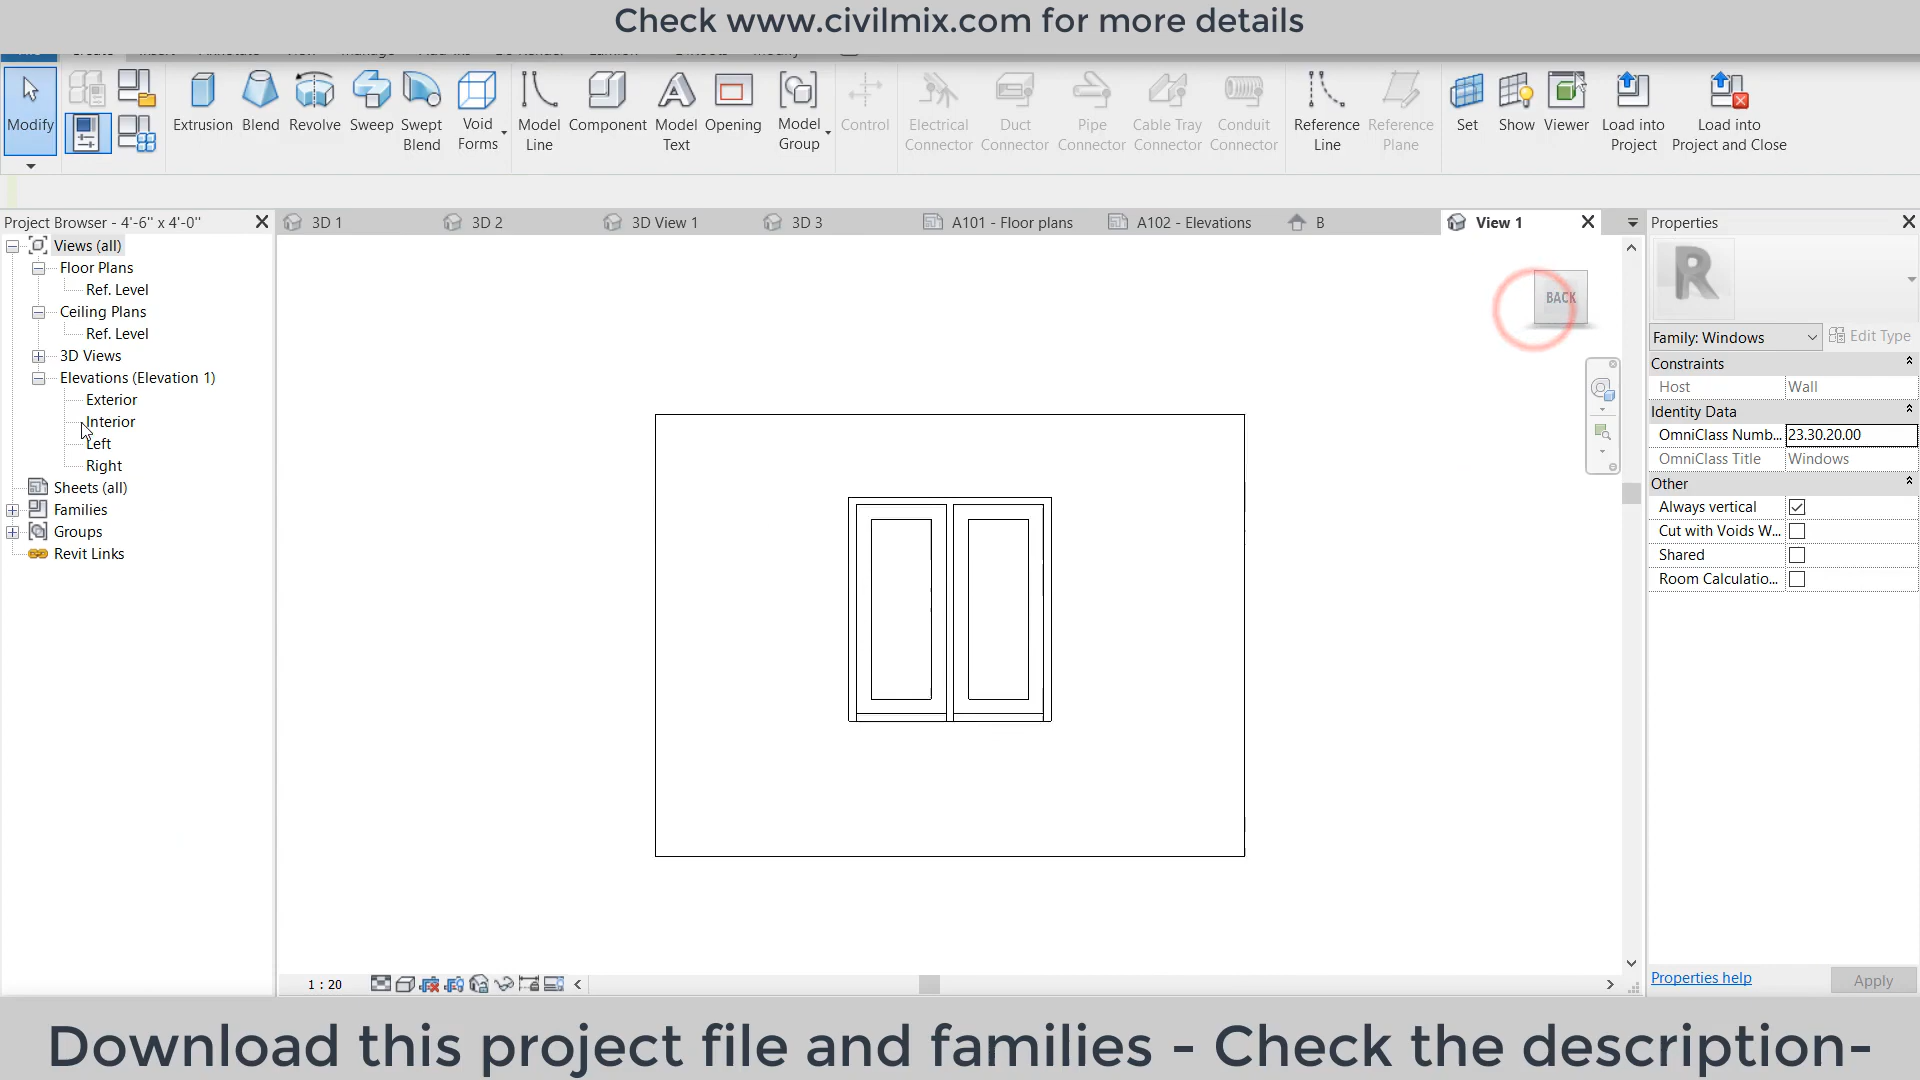 Check www.civilmix.com for more details
Modify
Extrusion
Blend
Revolve
Sweep
Swept
Blend
Void
Forms
Model
Line
Component
Model
Text
Opening
Model
Group
Control
Electrical
Connector
Duct
Connector
Pipe
Connector
Cable Tray
Connector
Conduit
Connector
Reference
Line
Reference
Plane
Set
Show
Viewer
Load into
Project
Load into
Project and Close
Project Browser - 4'-6" x 4'-0"
3D 1
3D 2
3D View 1
3D 3
A101 - Floor plans
A102 - Elevations
B
View 1
Properties
Views (all)
Floor Plans
Ref. Level
Ceiling Plans
Ref. Level
3D Views
Elevations (Elevation 1)
Exterior
Interior
Left
Right
Sheets (all)
Families
Groups
Revit Links
BACK
R
Family: Windows
Edit Type
Constraints
Host
Wall
Identity Data
OmniClass Numb...
23.30.20.00
OmniClass Title
Windows
Other
Always vertical
Cut with Voids W...
Shared
Room Calculatio...
1 : 20
Properties help
Apply
Download this project file and families - Check the description-